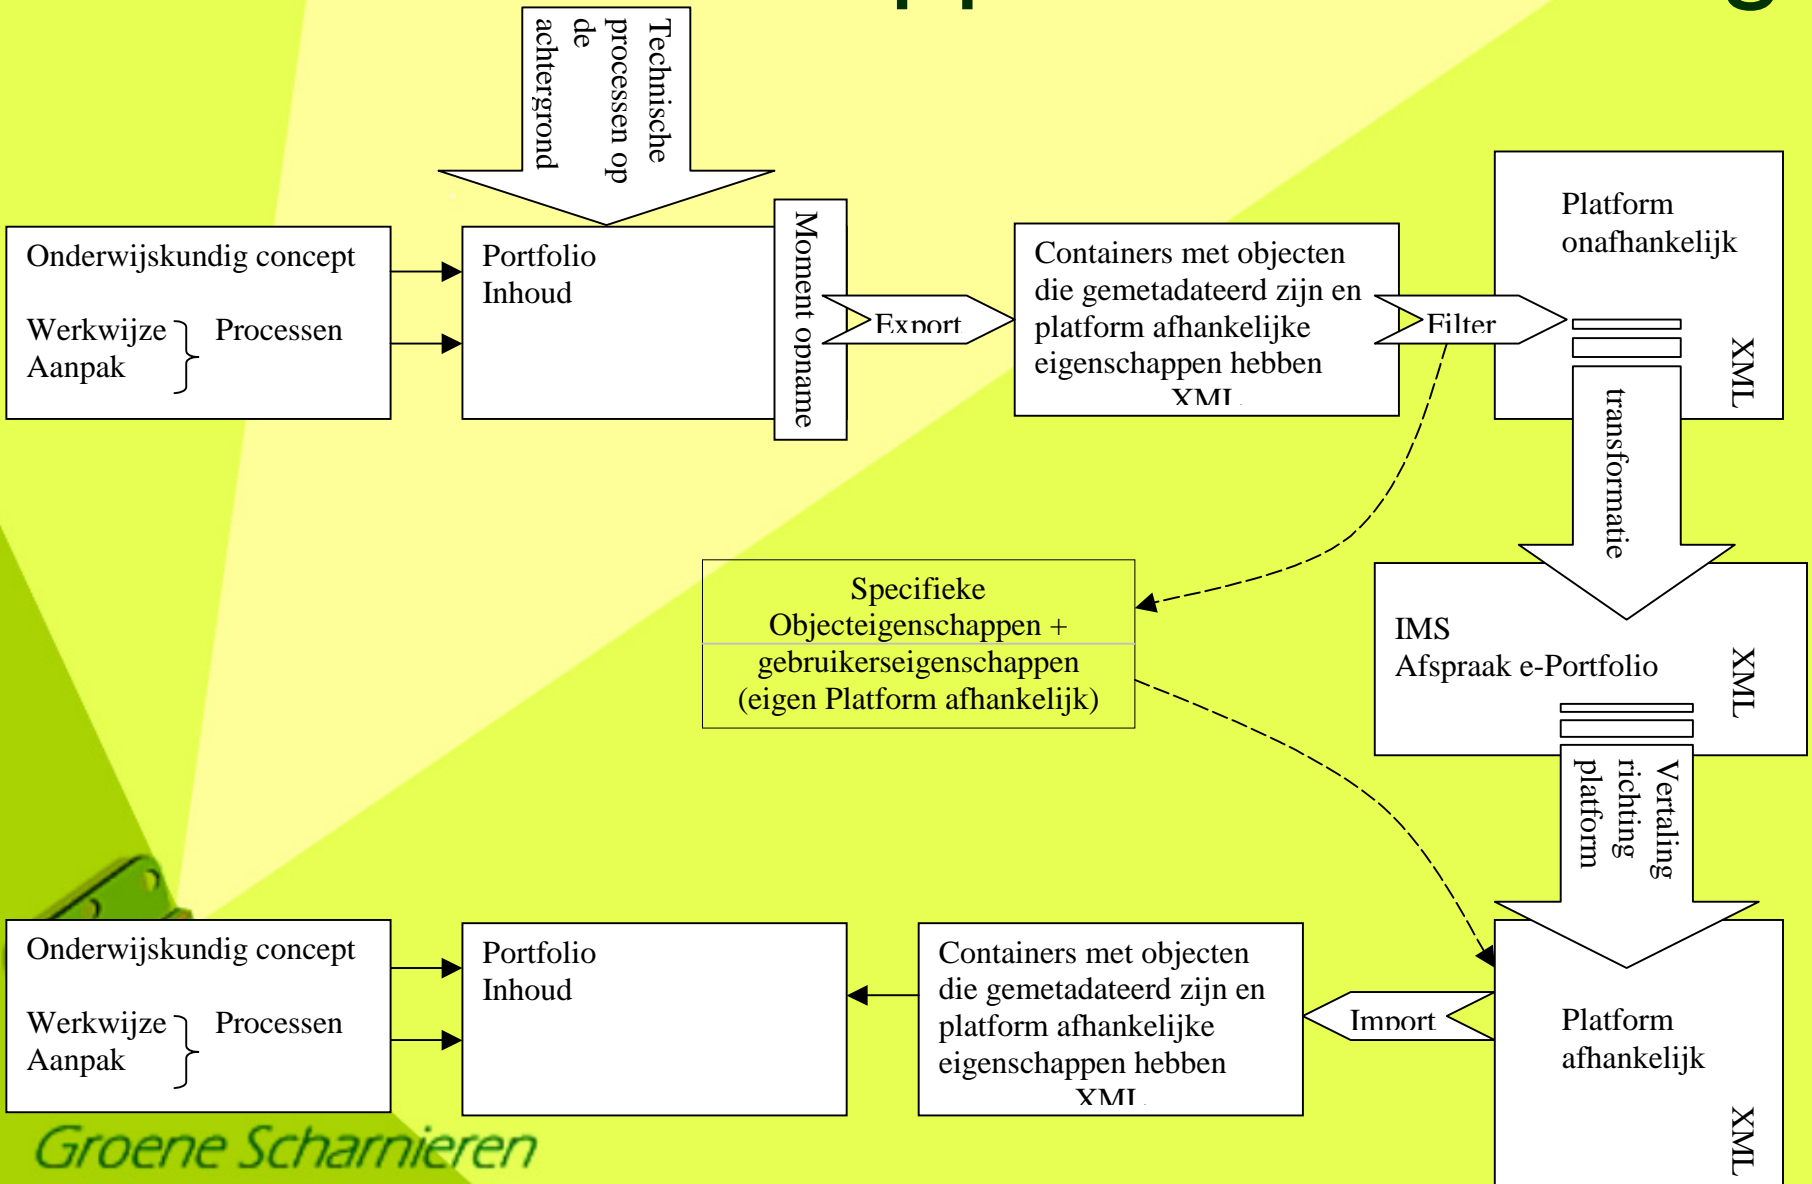 Technische
processen op
de
achtergrond
Onderwijskundig concept
Werkwijze
Aanpak
Processen
Portfolio
Inhoud
Moment opname
Export
Containers met objecten
die gemetadateerd zijn en
platform afhankelijke
eigenschappen hebben
XML
Filter
Platform
onafhankelijk
XML
transformatie
Specifieke
Objecteigenschappen +
gebruikerseigenschappen
(eigen Platform afhankelijk)
IMS
Afspraak e-Portfolio
XML
Vertaling
richting
platform
Onderwijskundig concept
Werkwijze
Aanpak
Processen
Portfolio
Inhoud
Containers met objecten
die gemetadateerd zijn en
platform afhankelijke
eigenschappen hebben
XML
Import
Platform
afhankelijk
XML
Groene Scharnieren